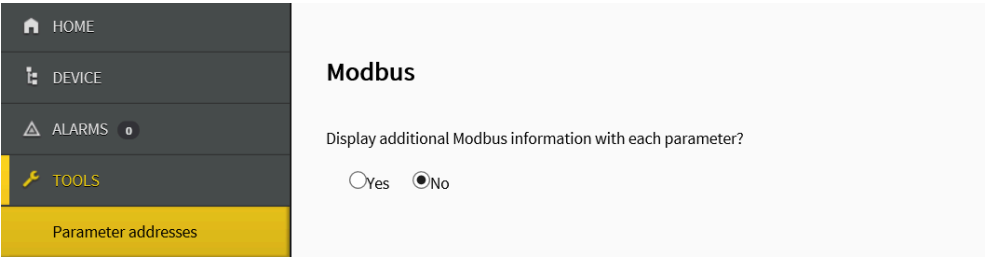 HOME
DEVICE
ALARMS 0
TOOLS
Parameter addresses
Modbus
Display additional Modbus information with each parameter?
Yes No